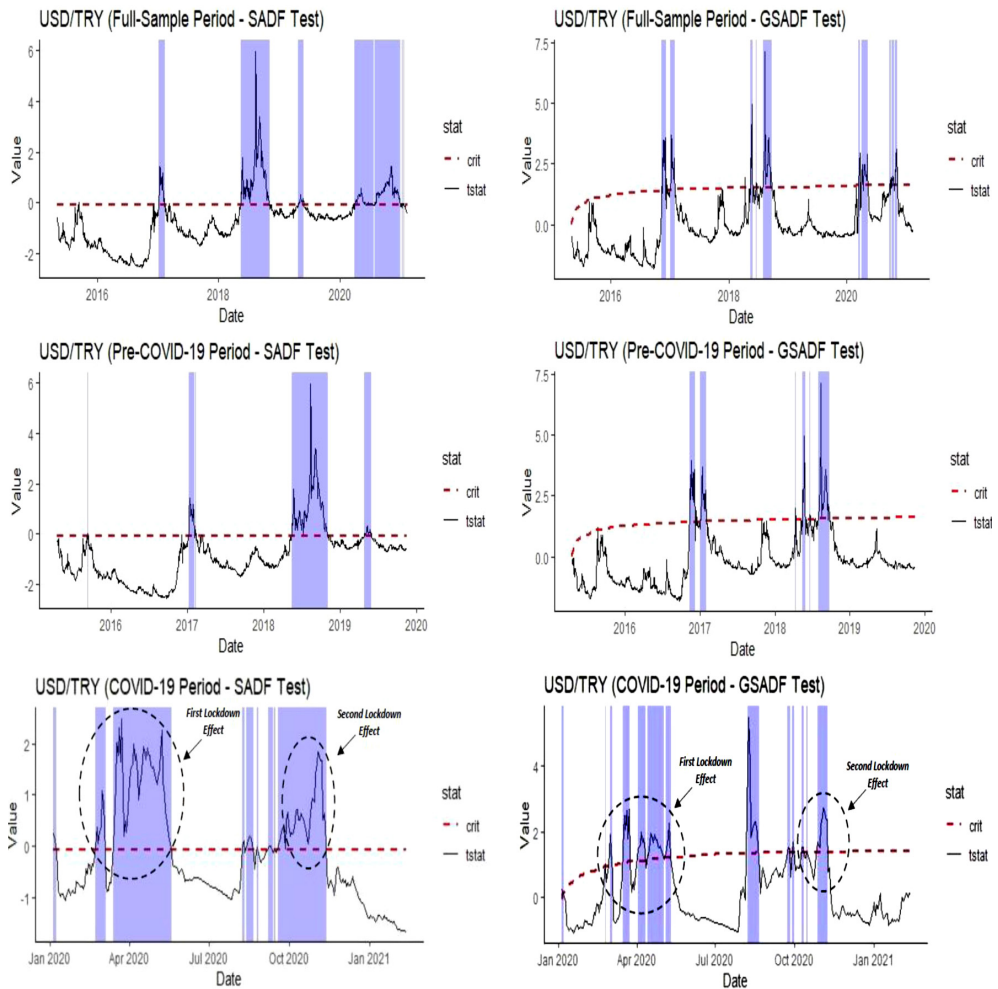 USD/TRY (Full-Sample Period - SADF Test)
Value
6
4
2
0
-2
2016
2018
2020
Date
stat
crit
tstat
USD/TRY (Full-Sample Period - GSADF Test)
Value
7.5
5.0
2.5
0.0
2016
2018
2020
Date
stat
crit
tstat
USD/TRY (Pre-COVID-19 Period - SADF Test)
Value
6
4
2
0
-2
2016
2017
2018
2019
2020
Date
stat
crit
tstat
USD/TRY (Pre-COVID-19 Period - GSADF Test)
Value
7.5
5.0
2.5
0.0
2016
2017
2018
2019
2020
Date
stat
crit
tstat
USD/TRY (COVID-19 Period - SADF Test)
Value
2
1
0
-1
First Lockdown
Effect
Second Lockdown
Effect
Jan 2020
Apr 2020
Jul 2020
Oct 2020
Jan 2021
Date
stat
crit
tstat
USD/TRY (COVID-19 Period - GSADF Test)
Value
4
2
0
First Lockdown
Effect
Second Lockdown
Effect
Jan 2020
Apr 2020
Jul 2020
Oct 2020
Jan 2021
Date
stat
crit
tstat